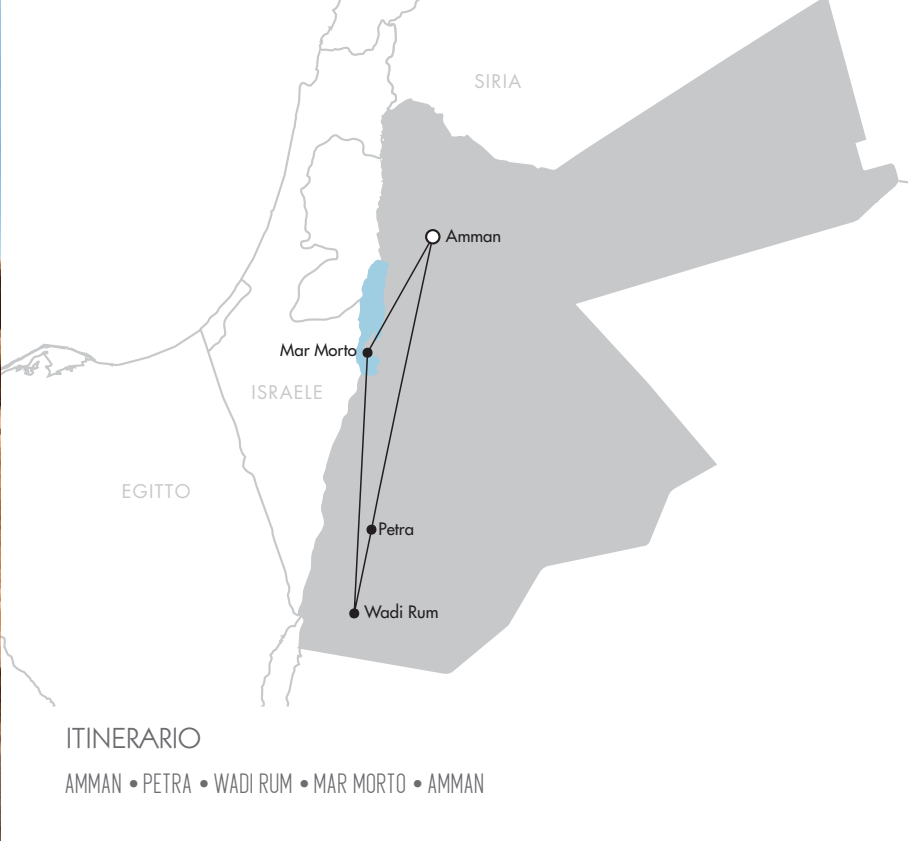 SIRIA
Amman
Mar Morto
ISRAELE
EGITTO
Petra
Wadi Rum
ITINERARIO
AMMAN • PETRA • WADI RUM • MAR MORTO • AMMAN